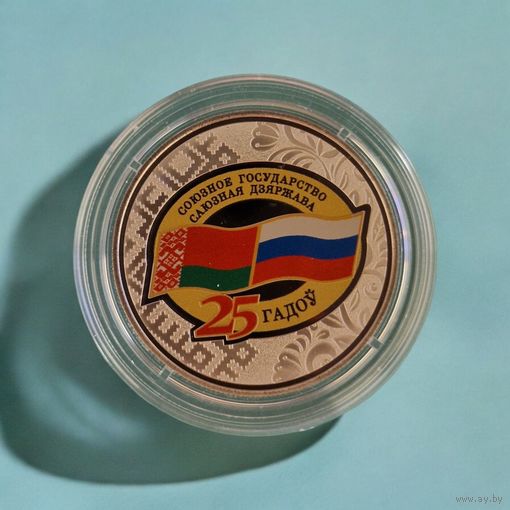 СОЮЗНОЕ ГОСУДАРСТВО
САЮЗНАЯ ДЗЯРЖАВА
25 ГАДОЎ
www.ay.by